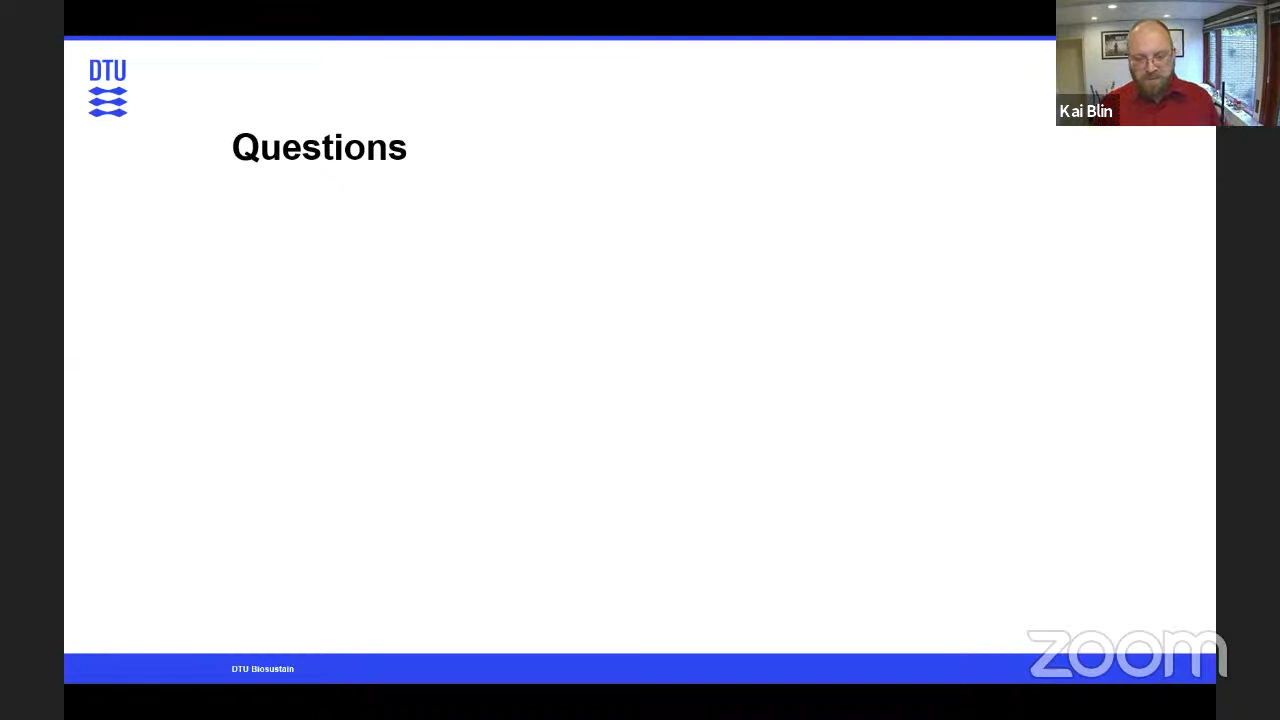 DTU
Kai Blin
Questions
DTU Biosustain
zoom